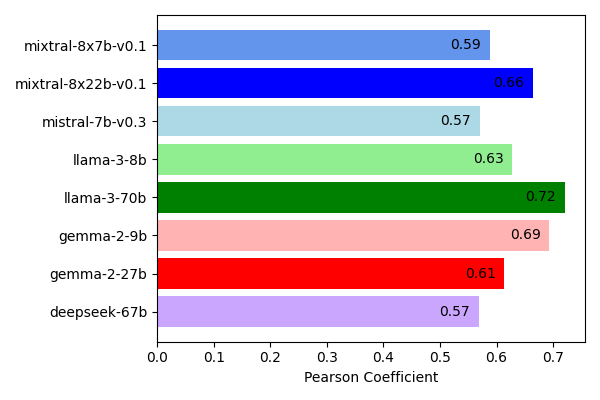 mixtral-8x7b-v0.1 0.59
mixtral-8x22b-v0.1 0.66
mistral-7b-v0.3 0.57
llama-3-8b 0.63
llama-3-70b 0.72
gemma-2-9b 0.69
gemma-2-27b 0.61
deepseek-67b 0.57
0.0 0.1 0.2 0.3 0.4 0.5 0.6 0.7
Pearson Coefficient